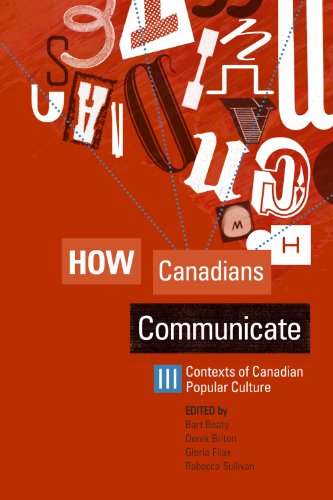 HOW
Canadians
Communicate
III
Contexts of Canadian
Popular Culture
EDITED by
Bart Beaty
Derek Briton
Gloria Filax
Rebecca Sullivan